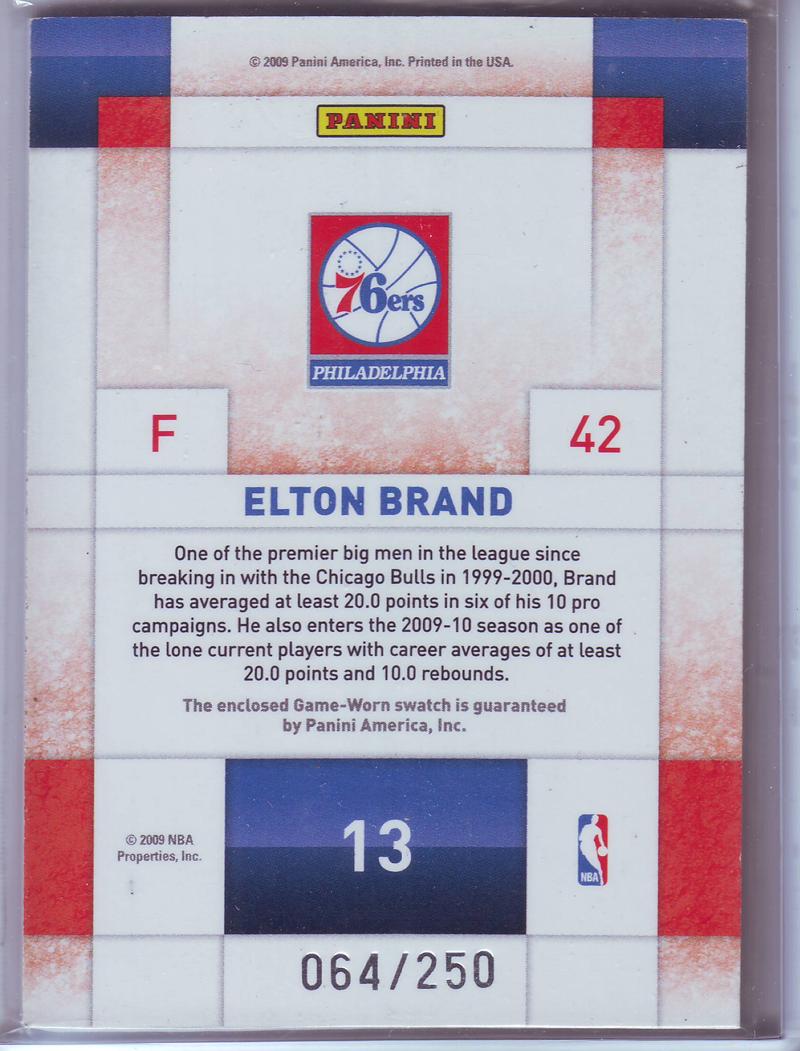 © 2009 Panini America, Inc. Printed in the USA.
PANINI
76ers
PHILADELPHIA
F
42
ELTON BRAND
One of the premier big men in the league since
breaking in with the Chicago Bulls in 1999-2000, Brand
has averaged at least 20.0 points in six of his 10 pro
campaigns. He also enters the 2009-10 season as one of
the lone current players with career averages of at least
20.0 points and 10.0 rebounds.
The enclosed Game-Worn swatch is guaranteed
by Panini America, Inc.
© 2009 NBA
Properties, Inc.
13
NBA
064/250